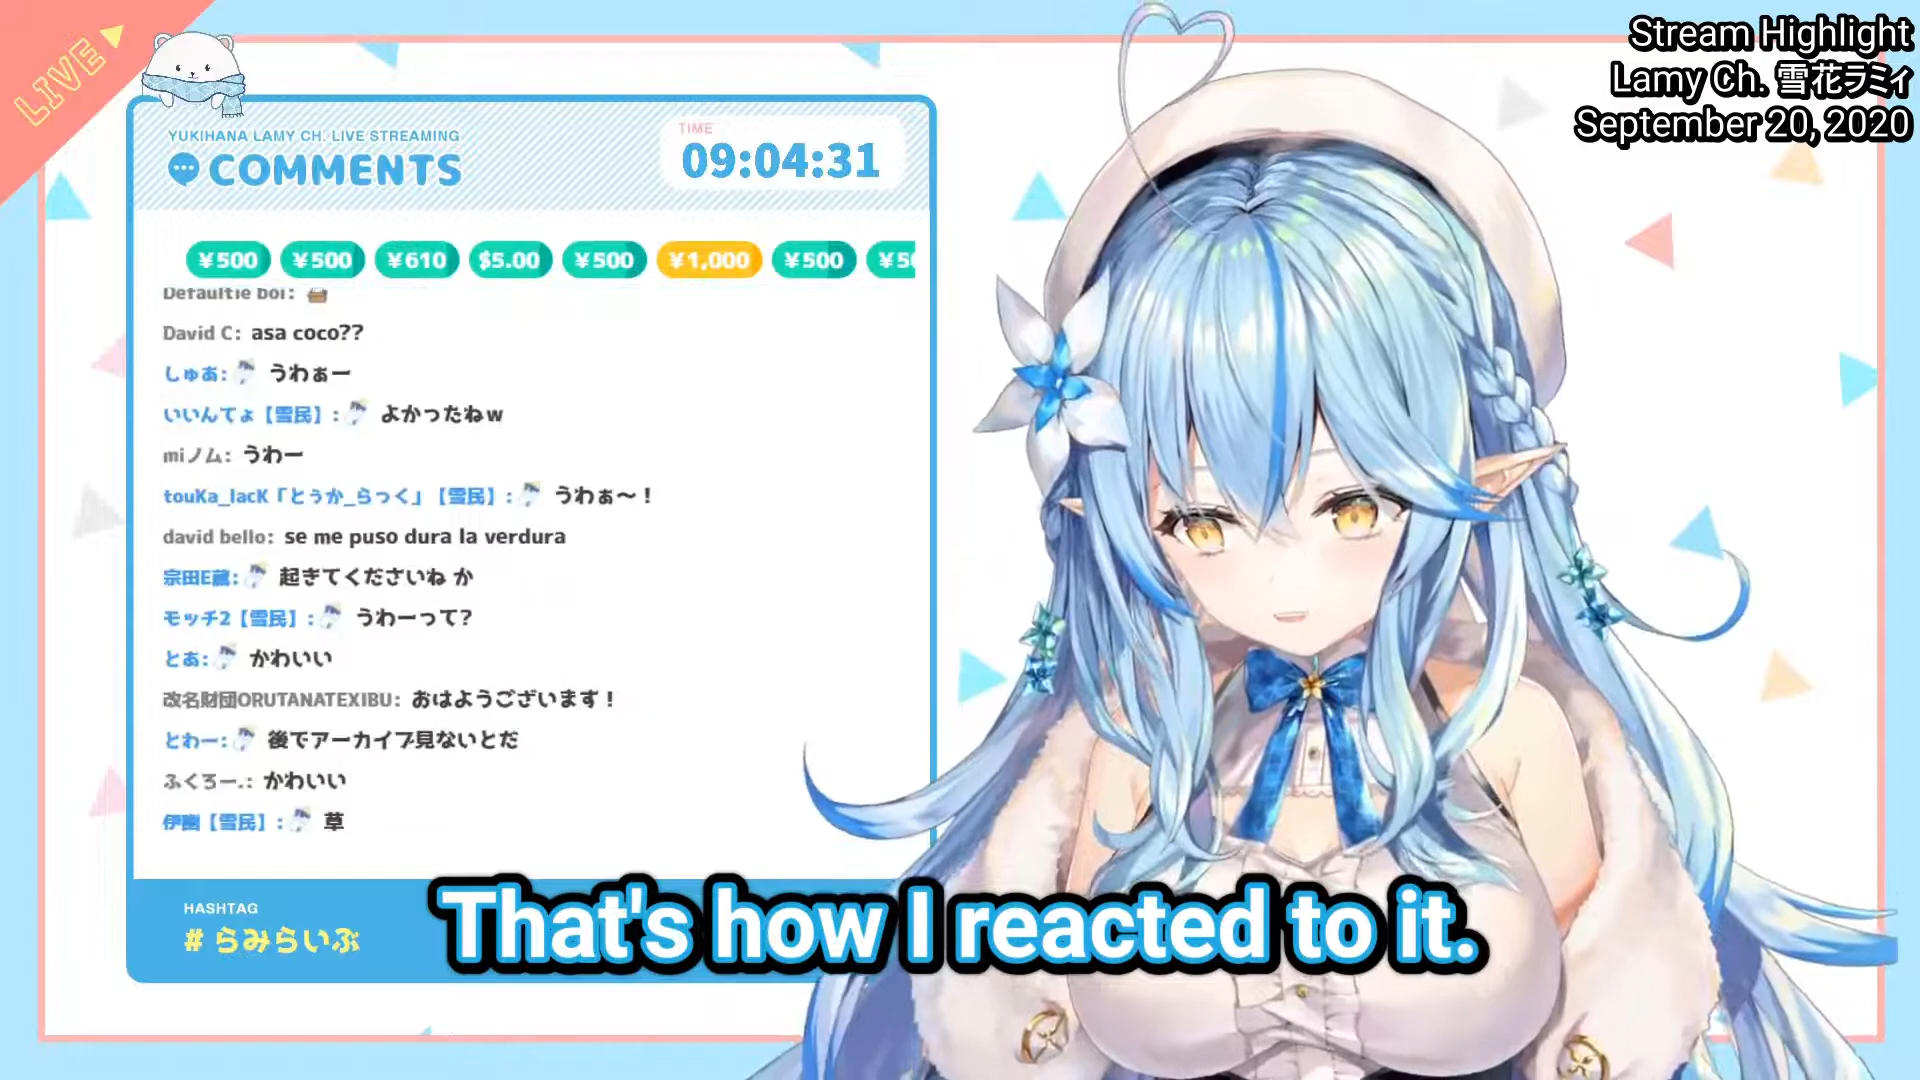 LIVE
Stream Highlight
Lamy Ch. 雪花ラミィ
September 20, 2020
YUKIHANA LAMY CH. LIVE STREAMING
COMMENTS
TIME
09:04:31
¥500 ¥500 ¥610 $5.00 ¥500 ¥1,000 ¥500 ¥50
Defaultie boi:
David C: asa coco??
しゅあ: うわぁー
いいんてょ【雪民】: よかったねw
miノム: うわー
touKa_lacK「とぅか_らっく」【雪民】: うわぁ〜！
david bello: se me puso dura la verdura
宗田E蔵: 起きてくださいね か
モッチ2【雪民】: うわーって?
とあ: かわいい
改名財団ORUTANATEXIBU: おはようございます！
とわー: 後でアーカイブ見ないとだ
ふくろー.: かわいい
伊幽【雪民】: 草
HASHTAG
# らみらいぶ
That's how I reacted to it.